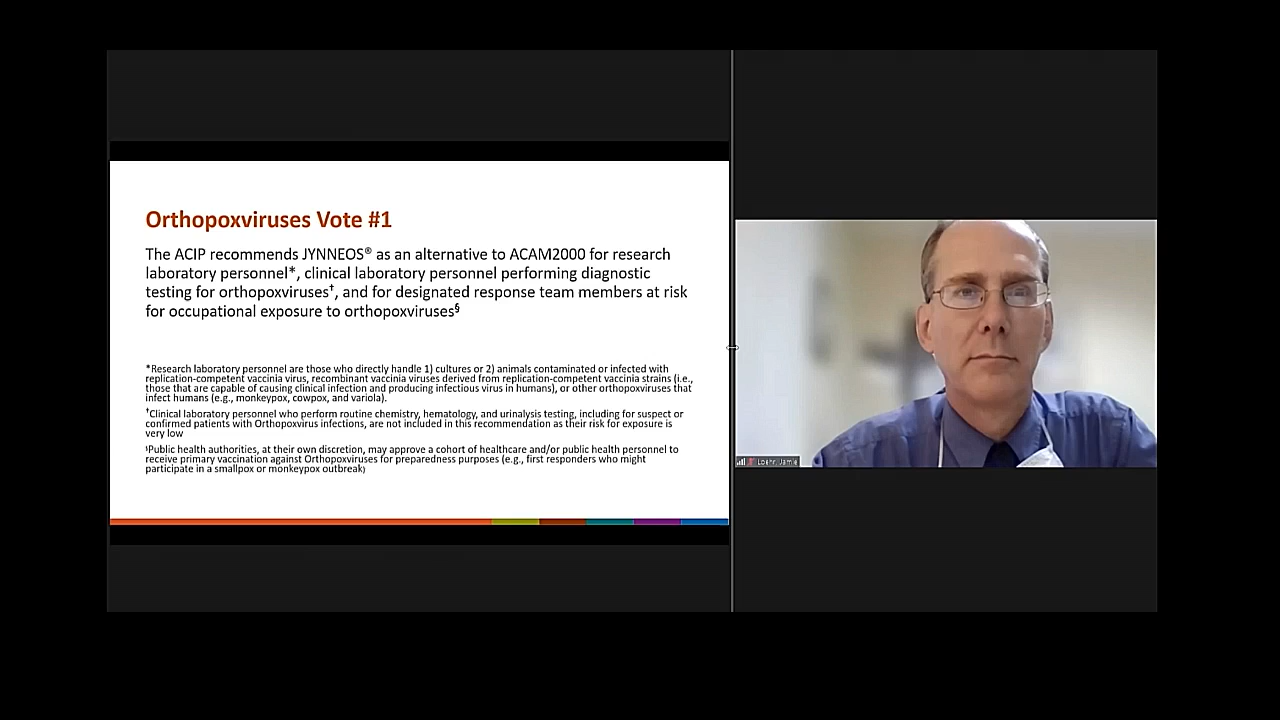 Orthopoxviruses Vote #1
The ACIP recommends JYNNEOS® as an alternative to ACAM2000 for research
laboratory personnel*, clinical laboratory personnel performing diagnostic
testing for orthopoxviruses†, and for designated response team members at risk
for occupational exposure to orthopoxviruses§
*Research laboratory personnel are those who directly handle 1) cultures or 2) animals contaminated or infected with
replication-competent vaccinia virus, recombinant vaccinia viruses derived from replication-competent vaccinia strains (i.e.,
those that are capable of causing clinical infection and producing infectious virus in humans), or other orthopoxviruses that
infect humans (e.g., monkeypox, cowpox, and variola).
†Clinical laboratory personnel who perform routine chemistry, hematology, and urinalysis testing, including for suspect or
confirmed patients with Orthopoxvirus infections, are not included in this recommendation as their risk for exposure is
very low
§Public health authorities, at their own discretion, may approve a cohort of healthcare and/or public health personnel to
receive primary vaccination against Orthopoxviruses for preparedness purposes (e.g., first responders who might
participate in a smallpox or monkeypox outbreak)
Loehr, Jamie